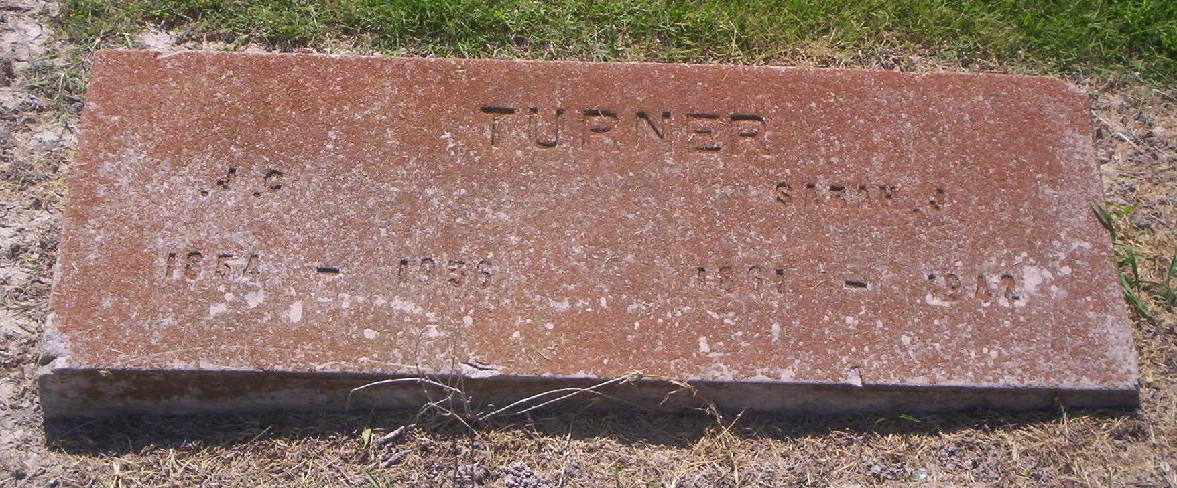 TURNER
J. C. SARAH J.
1854 - 1936 1861 - 1942